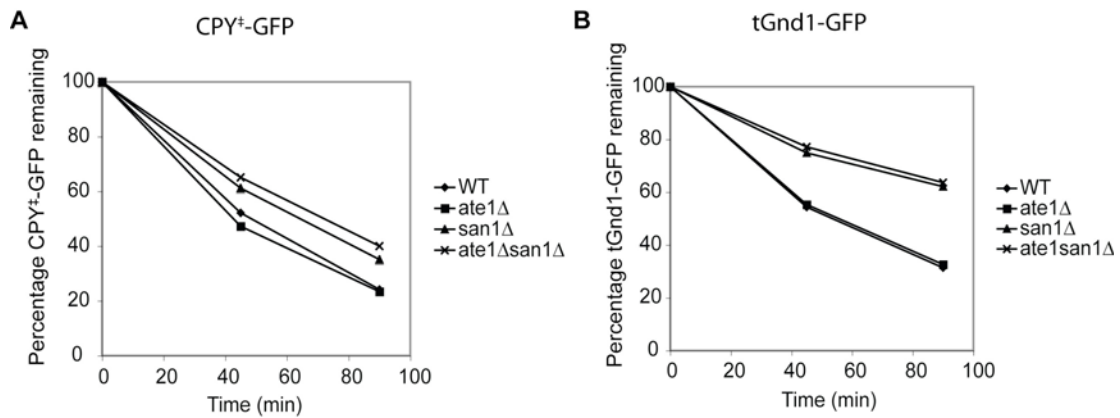 A
CPY‡-GFP
Percentage CPY‡-GFP remaining
100
80
60
40
20
0
0 20 40 60 80 100
Time (min)
WT
ate1Δ
san1Δ
ate1Δsan1Δ
B
tGnd1-GFP
Percentage tGnd1-GFP remaining
100
80
60
40
20
0
0 20 40 60 80 100
Time (min)
WT
ate1Δ
san1Δ
ate1san1Δ